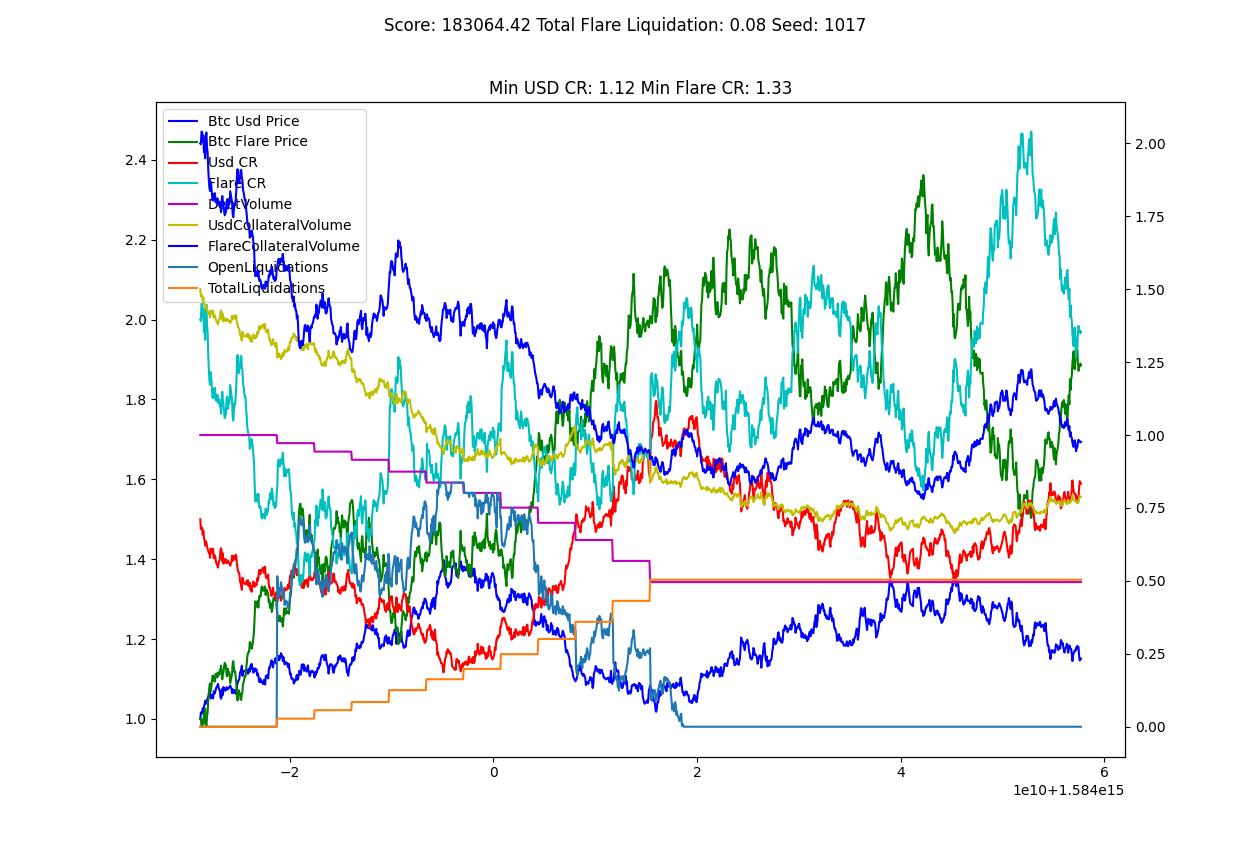 Score: 183064.42 Total Flare Liquidation: 0.08 Seed: 1017
Min USD CR: 1.12 Min Flare CR: 1.33
Btc Usd Price
Btc Flare Price
Usd CR
Flare CR
DebtVolume
UsdCollateralVolume
FlareCollateralVolume
OpenLiquidations
TotalLiquidations
2.4
2.2
2.0
1.8
1.6
1.4
1.2
1.0
2.00
1.75
1.50
1.25
1.00
0.75
0.50
0.25
0.00
−2
0
2
4
6
1e10+1.584e15